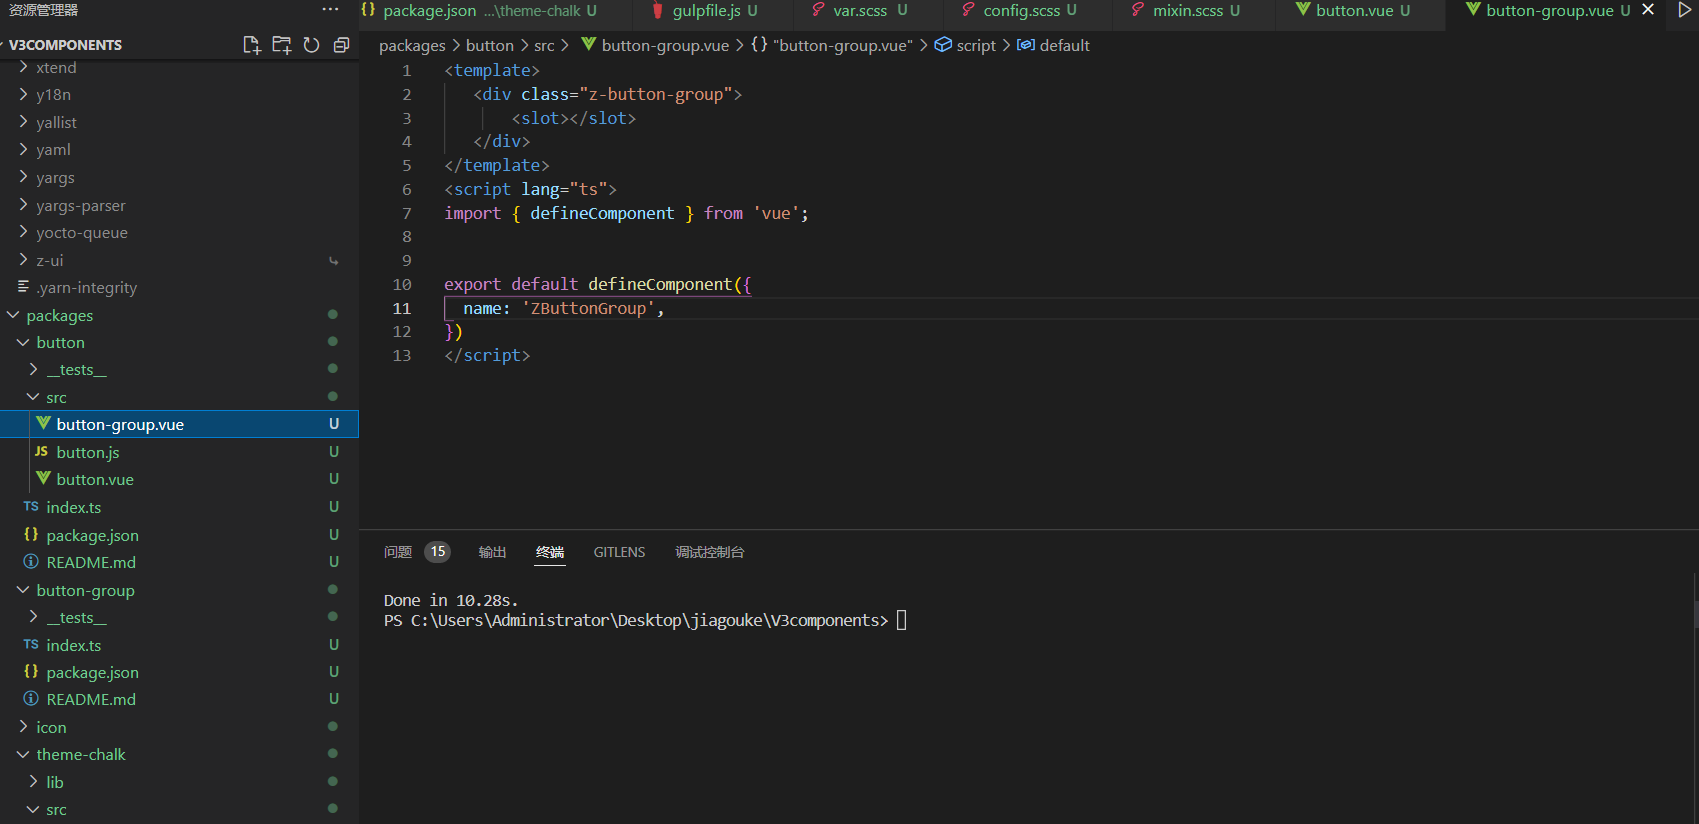 资源管理器 ···
V3COMPONENTS
xtend
y18n
yallist
yaml
yargs
yargs-parser
yocto-queue
z-ui
.yarn-integrity
packages
button
__tests__
src
button-group.vue U
JS button.js U
button.vue U
TS index.ts U
{} package.json U
README.md U
button-group
__tests__
TS index.ts U
{} package.json U
README.md U
icon
theme-chalk
lib
src
{} package.json ...\theme-chalk U
gulpfile.js U
var.scss U
config.scss U
mixin.scss U
button.vue U
button-group.vue U
packages > button > src > button-group.vue > {} "button-group.vue" > script > default
1 <template>
2 <div class="z-button-group">
3 <slot></slot>
4 </div>
5 </template>
6 <script lang="ts">
7 import { defineComponent } from 'vue';
8
9
10 export default defineComponent({
11 name: 'ZButtonGroup',
12 })
13 </script>
问题 15 输出 终端 GITLENS 调试控制台
Done in 10.28s.
PS C:\Users\Administrator\Desktop\jiagouke\V3components>